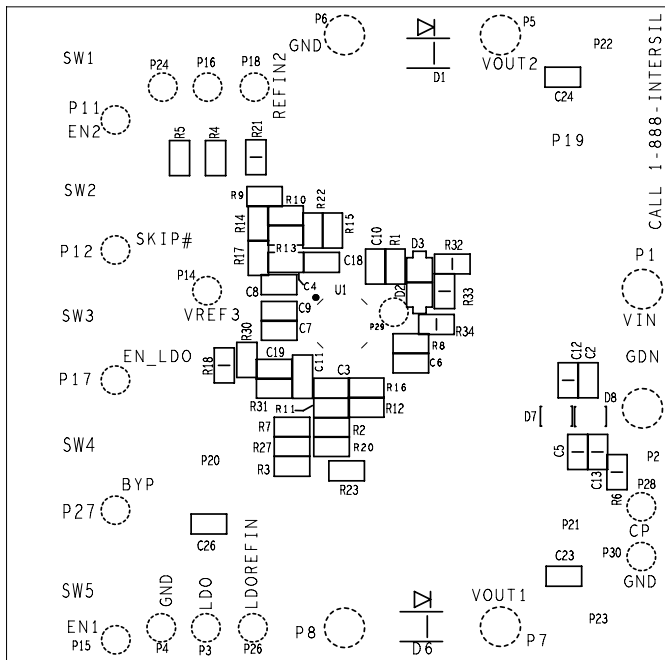 P6
P5
GND
SW1
P24
P16
P18
REFIN2
D1
VOUT2
P22
CALL 1-888-INTERSIL
C24
P11
EN2
R5
R4
R21
P19
SW2
R9
R10
R22
R14
R15
R13
R17
C18
C10
R1
D3
R32
SKIP#
P12
P14
VREF3
C8
C4
U1
D2
R33
P1
VIN
SW3
C9
C7
P29
R34
R30
R8
C6
EN_LDO
R18
C19
C11
C3
R16
R31
R11
R12
GDN
C12
C2
P17
D7
D8
SW4
R7
R2
R27
R20
R3
R23
P20
C5
C13
R6
P2
BYP
P27
P28
CP
C26
P21
P30
GND
C23
SW5
GND
LDO
LDOREFIN
VOUT1
P23
EN1
P15
P4
P3
P26
P8
D6
P7